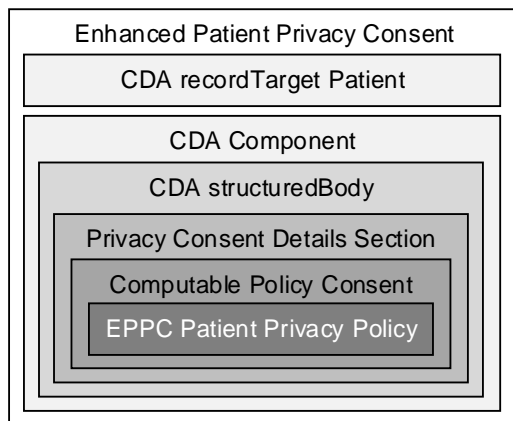 Enhanced Patient Privacy Consent
CDA recordTarget Patient
CDA Component
CDA structuredBody
Privacy Consent Details Section
Computable Policy Consent
EPPC Patient Privacy Policy